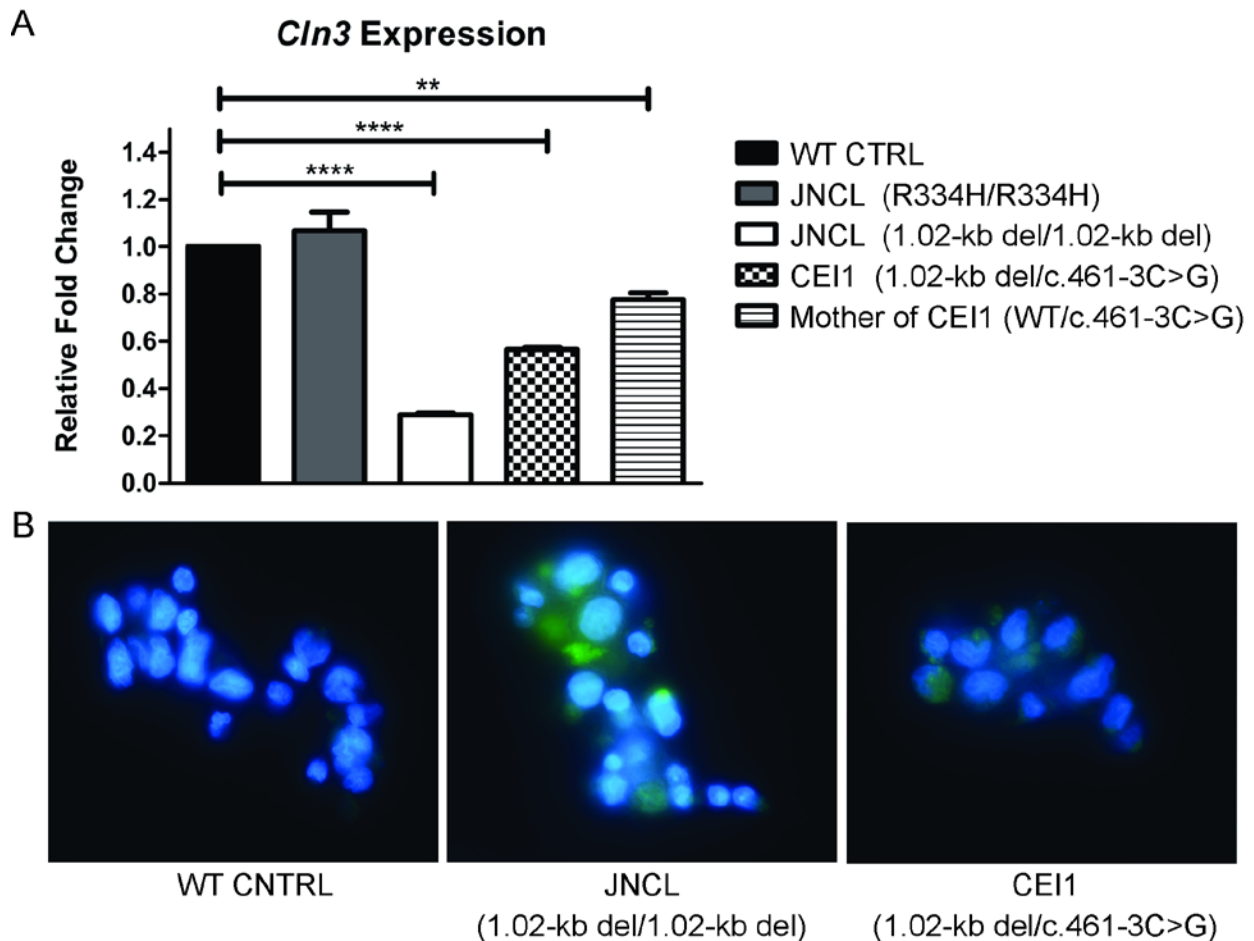 A
Cln3 Expression
**
****
****
Relative Fold Change
1.4
1.2
1.0
0.8
0.6
0.4
0.2
0.0
WT CTRL
JNCL (R334H/R334H)
JNCL (1.02-kb del/1.02-kb del)
CEI1 (1.02-kb del/c.461-3C>G)
Mother of CEI1 (WT/c.461-3C>G)
B
WT CNTRL
JNCL
(1.02-kb del/1.02-kb del)
CEI1
(1.02-kb del/c.461-3C>G)